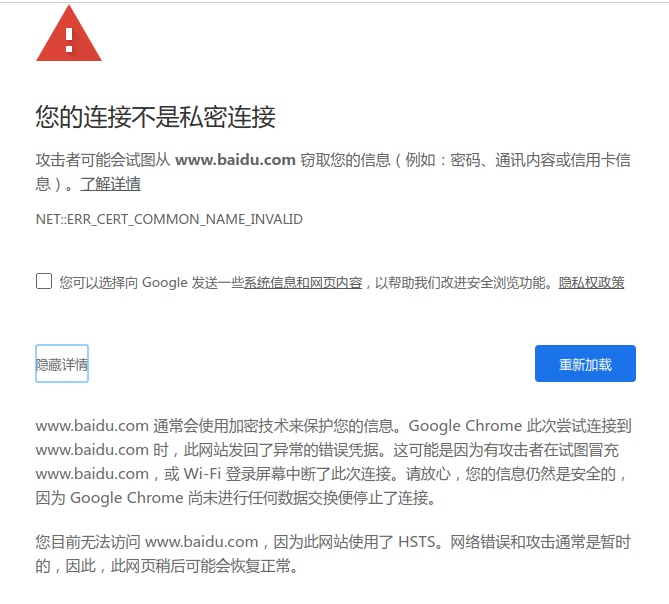 您的连接不是私密连接
攻击者可能会试图从 www.baidu.com 窃取您的信息（例如：密码、通讯内容或信用卡信
息）。了解详情
NET::ERR_CERT_COMMON_NAME_INVALID
您可以选择向 Google 发送一些系统信息和网页内容，以帮助我们改进安全浏览功能。隐私权政策
隐藏详情
重新加载
www.baidu.com 通常会使用加密技术来保护您的信息。Google Chrome 此次尝试连接到
www.baidu.com 时，此网站发回了异常的错误凭据。这可能是因为有攻击者在试图冒充
www.baidu.com，或 Wi-Fi 登录屏幕中断了此次连接。请放心，您的信息仍然是安全的，
因为 Google Chrome 尚未进行任何数据交换便停止了连接。
您目前无法访问 www.baidu.com，因为此网站使用了 HSTS。网络错误和攻击通常是暂时
的，因此，此网页稍后可能会恢复正常。